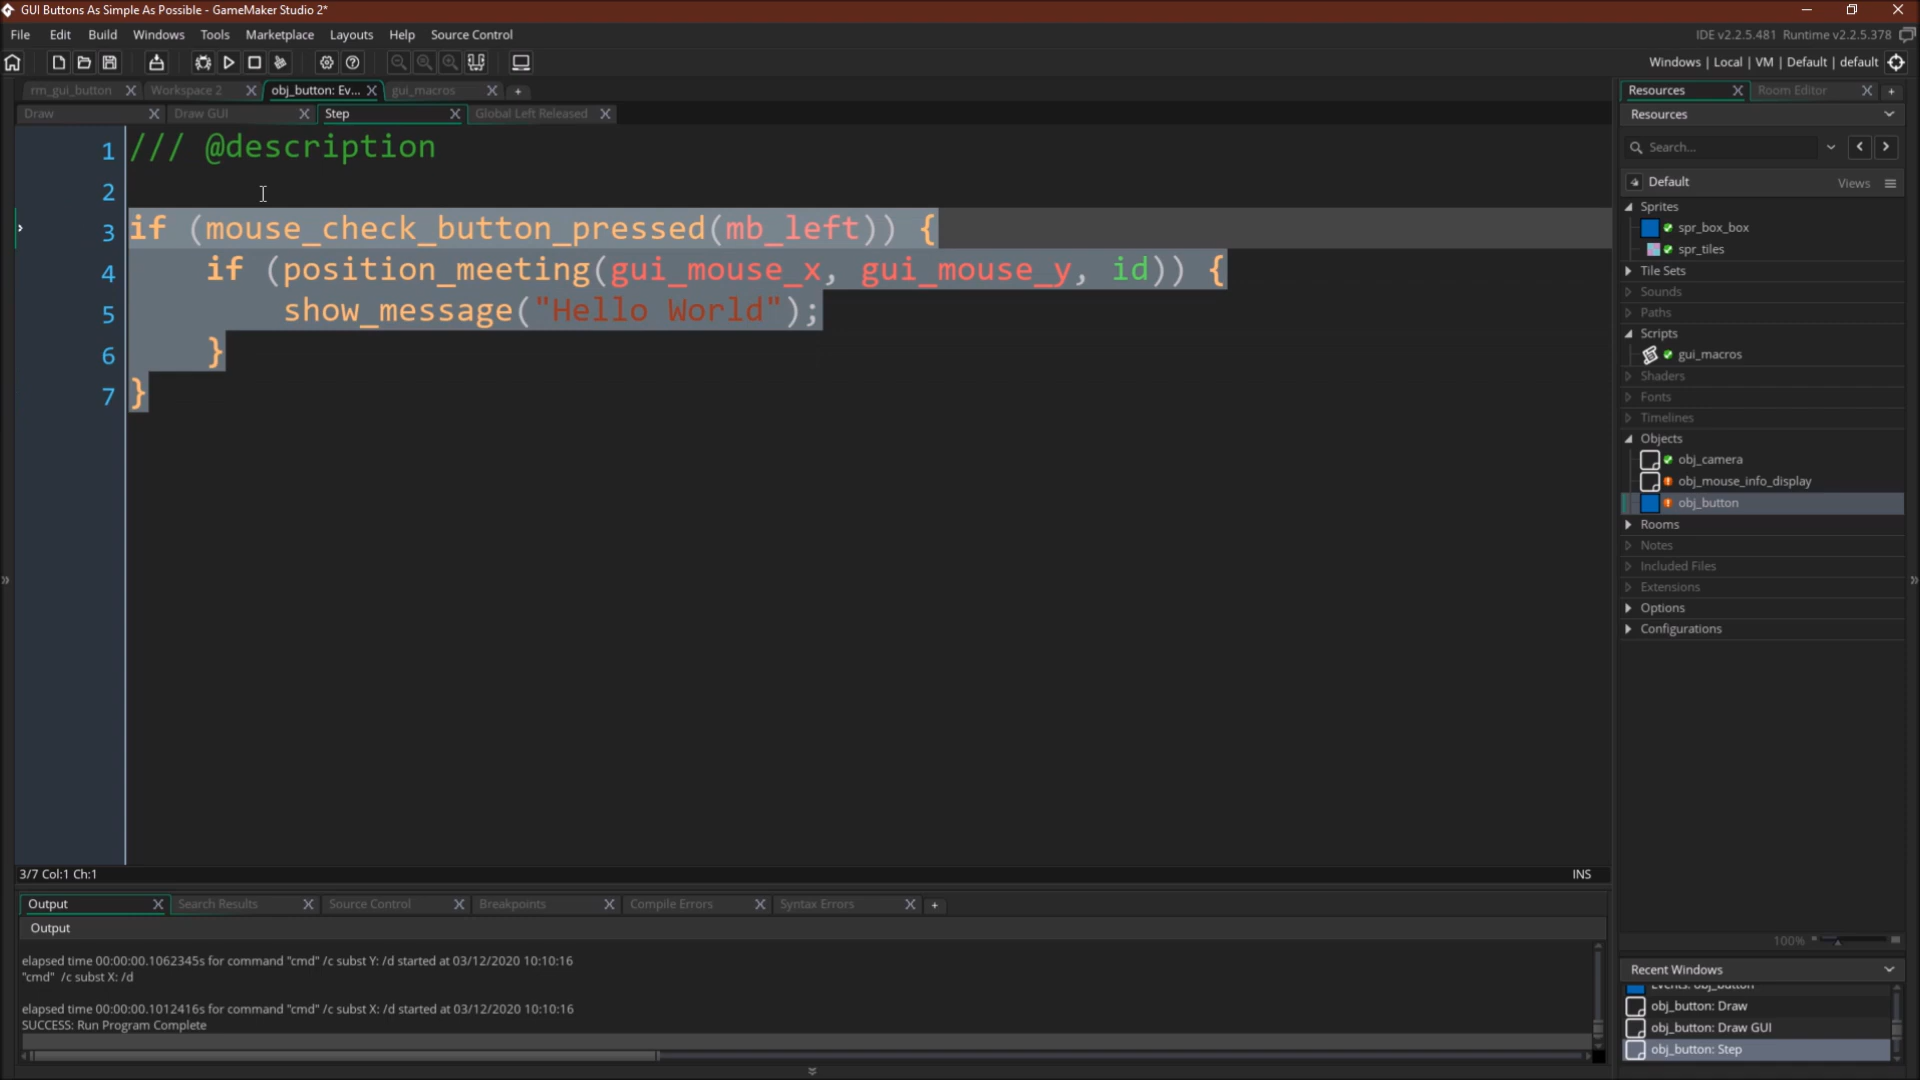 GUI Buttons As Simple As Possible - GameMaker Studio 2*
File Edit Build Windows Tools Marketplace Layouts Help Source Control
IDE v2.2.5.481 Runtime v2.2.5.378
Windows | Local | VM | Default | default
rm_gui_button Workspace 2 obj_button: Ev... gui_macros +
Draw Draw GUI Step Global Left Released
1 /// @description
2
3 if (mouse_check_button_pressed(mb_left)) {
4 if (position_meeting(gui_mouse_x, gui_mouse_y, id)) {
5 show_message("Hello World");
6 }
7 }
3/7 Col:1 Ch:1
INS
Output Search Results Source Control Breakpoints Compile Errors Syntax Errors +
Output
elapsed time 00:00:00.1062345s for command "cmd" /c subst Y: /d started at 03/12/2020 10:10:16
"cmd" /c subst X: /d
elapsed time 00:00:00.1012416s for command "cmd" /c subst X: /d started at 03/12/2020 10:10:16
SUCCESS: Run Program Complete
Resources Room Editor +
Resources
Search...
Default
Views
Sprites
spr_box_box
spr_tiles
Tile Sets
Sounds
Paths
Scripts
gui_macros
Shaders
Fonts
Timelines
Objects
obj_camera
obj_mouse_info_display
obj_button
Rooms
Notes
Included Files
Extensions
Options
Configurations
100%
Recent Windows
Events: obj_button
obj_button: Draw
obj_button: Draw GUI
obj_button: Step